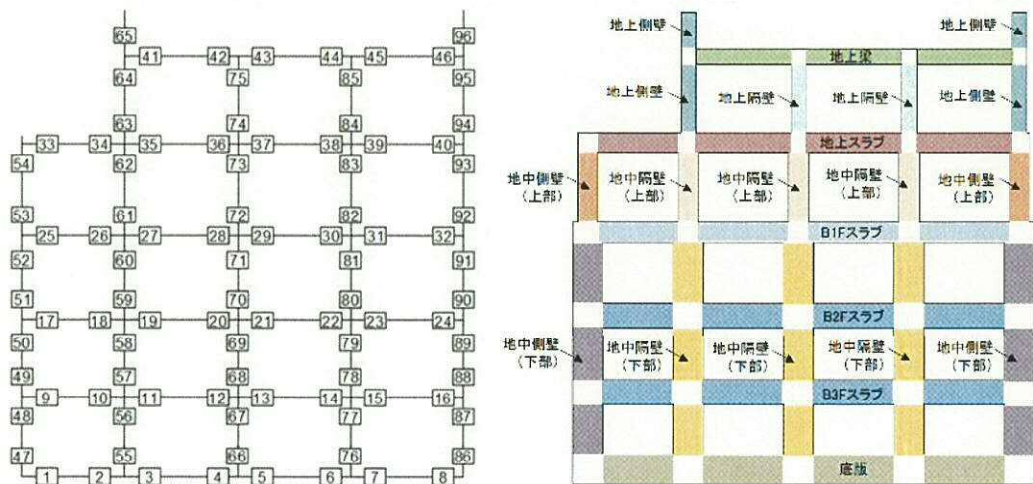 65 96
41 42 43 44 45 46
64 75 85 95
63 74 84 94
33 34 35 36 37 38 39 40
54 62 73 83 93
53 61 72 82 92
25 26 27 28 29 30 31 32
52 60 71 81 91
51 59 70 80 90
17 18 19 20 21 22 23 24
50 58 69 79 89
49 57 68 78 88
9 10 11 12 13 14 15 16
48 56 67 77 87
47 55 66 76 86
1 2 3 4 5 6 7 8
地上側壁
地上側壁
地上梁
地上側壁
地上隔壁
地上隔壁
地上側壁
地上スラブ
地中側壁
(上部)
地中隔壁
(上部)
地中隔壁
(上部)
地中隔壁
(上部)
地中側壁
(上部)
B1Fスラブ
B2Fスラブ
地中側壁
(下部)
地中隔壁
(下部)
地中隔壁
(下部)
地中隔壁
(下部)
地中側壁
(下部)
B3Fスラブ
底版